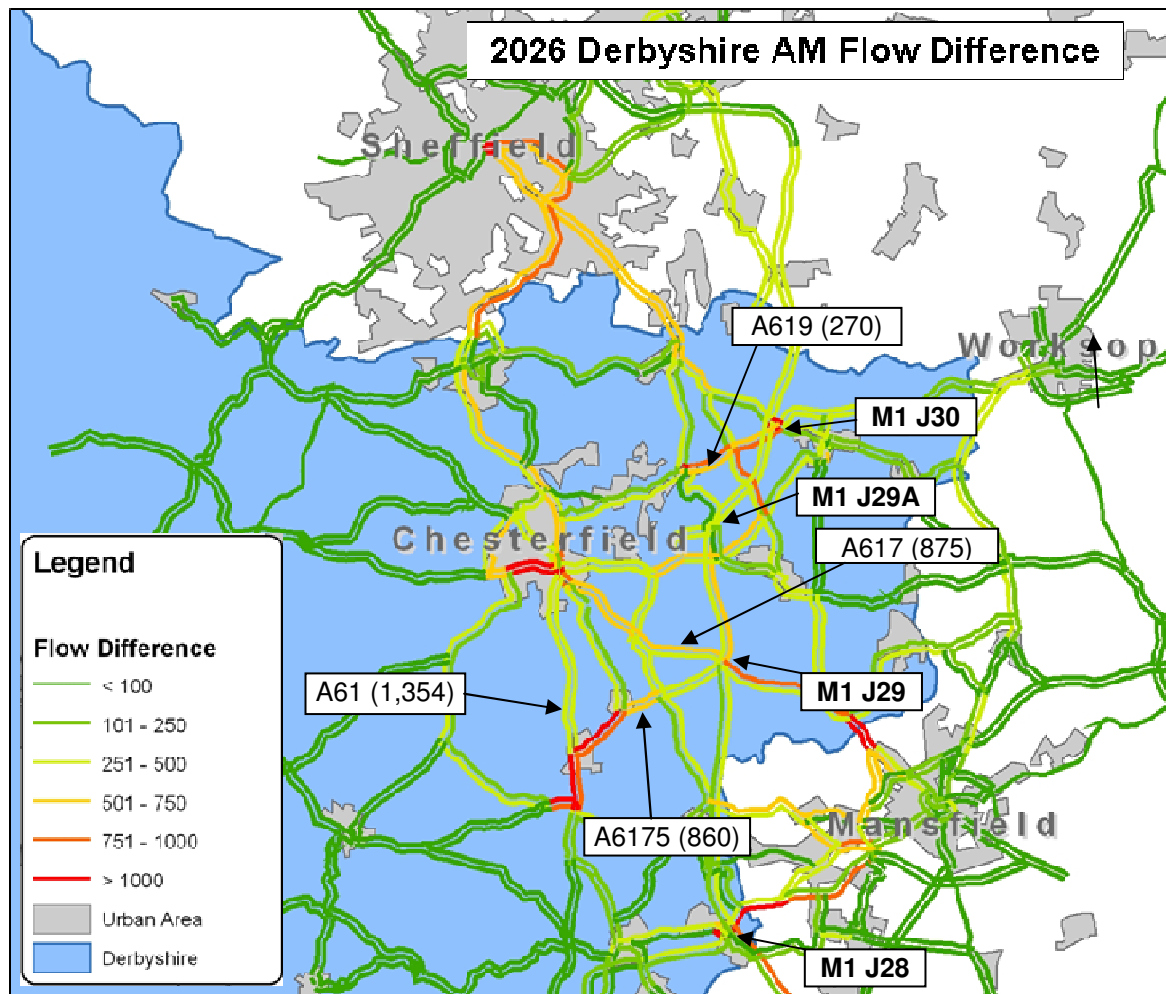 2026 Derbyshire AM Flow Difference
Sheffield
A619 (270)
Worksop
M1 J30
M1 J29A
Chesterfield
A617 (875)
M1 J29
A61 (1,354)
A6175 (860)
Mansfield
M1 J28
Legend
Flow Difference
< 100
101 - 250
251 - 500
501 - 750
751 - 1000
> 1000
Urban Area
Derbyshire